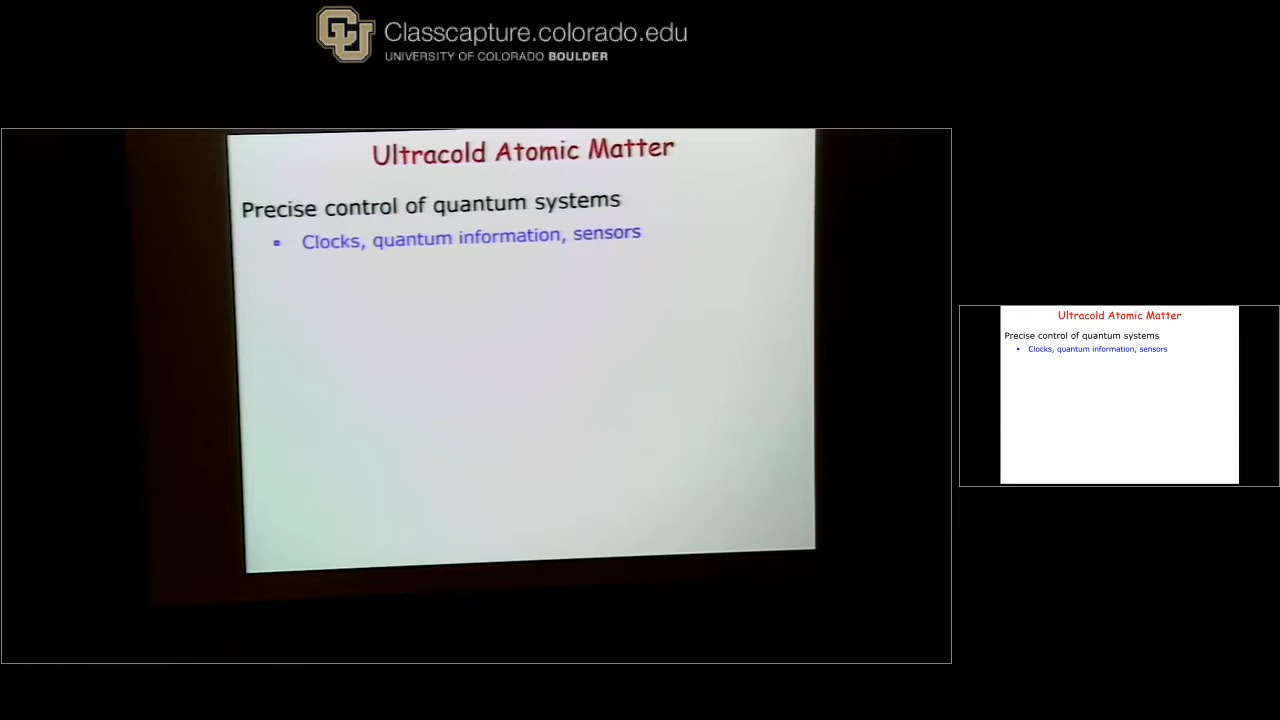 CU
Classcapture.colorado.edu
UNIVERSITY OF COLORADO BOULDER
Ultracold Atomic Matter
Precise control of quantum systems
▪ Clocks, quantum information, sensors
Ultracold Atomic Matter
Precise control of quantum systems
▪ Clocks, quantum information, sensors